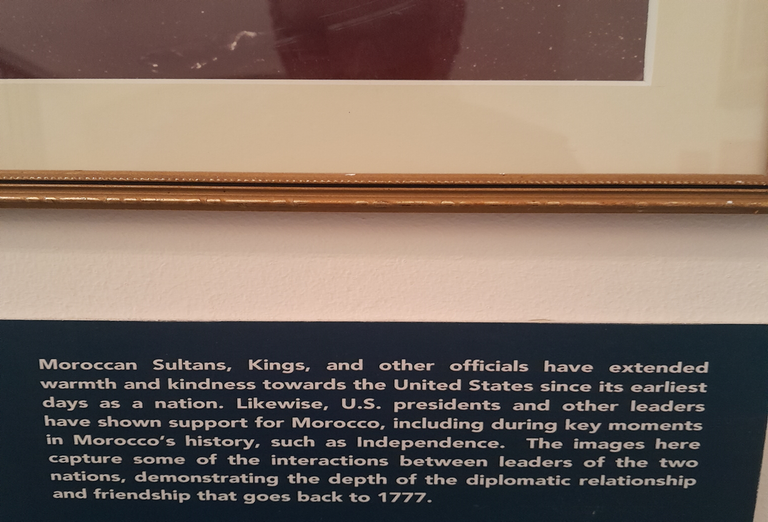 Moroccan Sultans, Kings, and other officials have extended
warmth and kindness towards the United States since its earliest
days as a nation. Likewise, U.S. presidents and other leaders
have shown support for Morocco, including during key moments
in Morocco's history, such as Independence. The images here
capture some of the interactions between leaders of the two
nations, demonstrating the depth of the diplomatic relationship
and friendship that goes back to 1777.